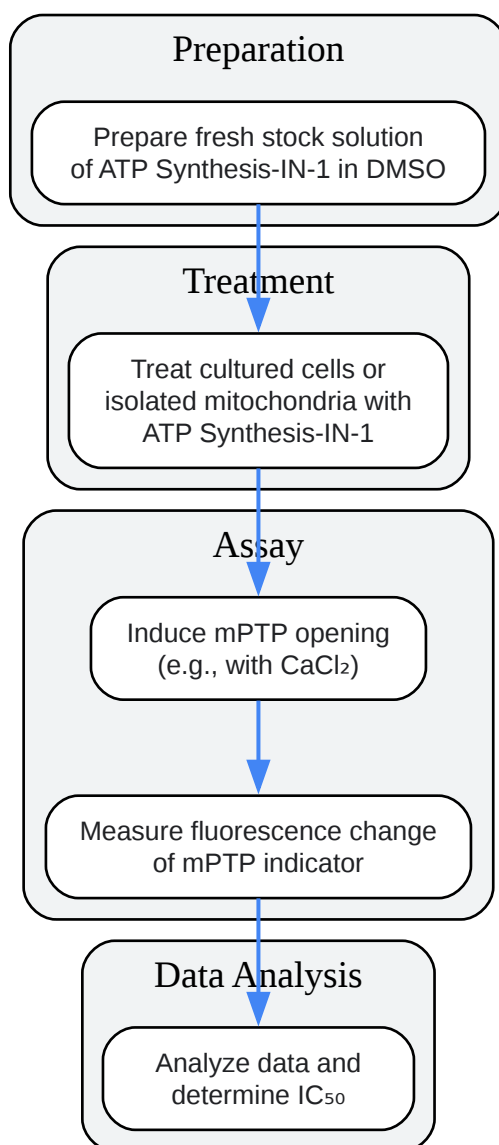 Preparation
Prepare fresh stock solution
of ATP Synthesis-IN-1 in DMSO
Treatment
Treat cultured cells or
isolated mitochondria with
ATP Synthesis-IN-1
Assay
Induce mPTP opening
(e.g., with CaCl₂)
Measure fluorescence change
of mPTP indicator
Data Analysis
Analyze data and
determine IC₅₀